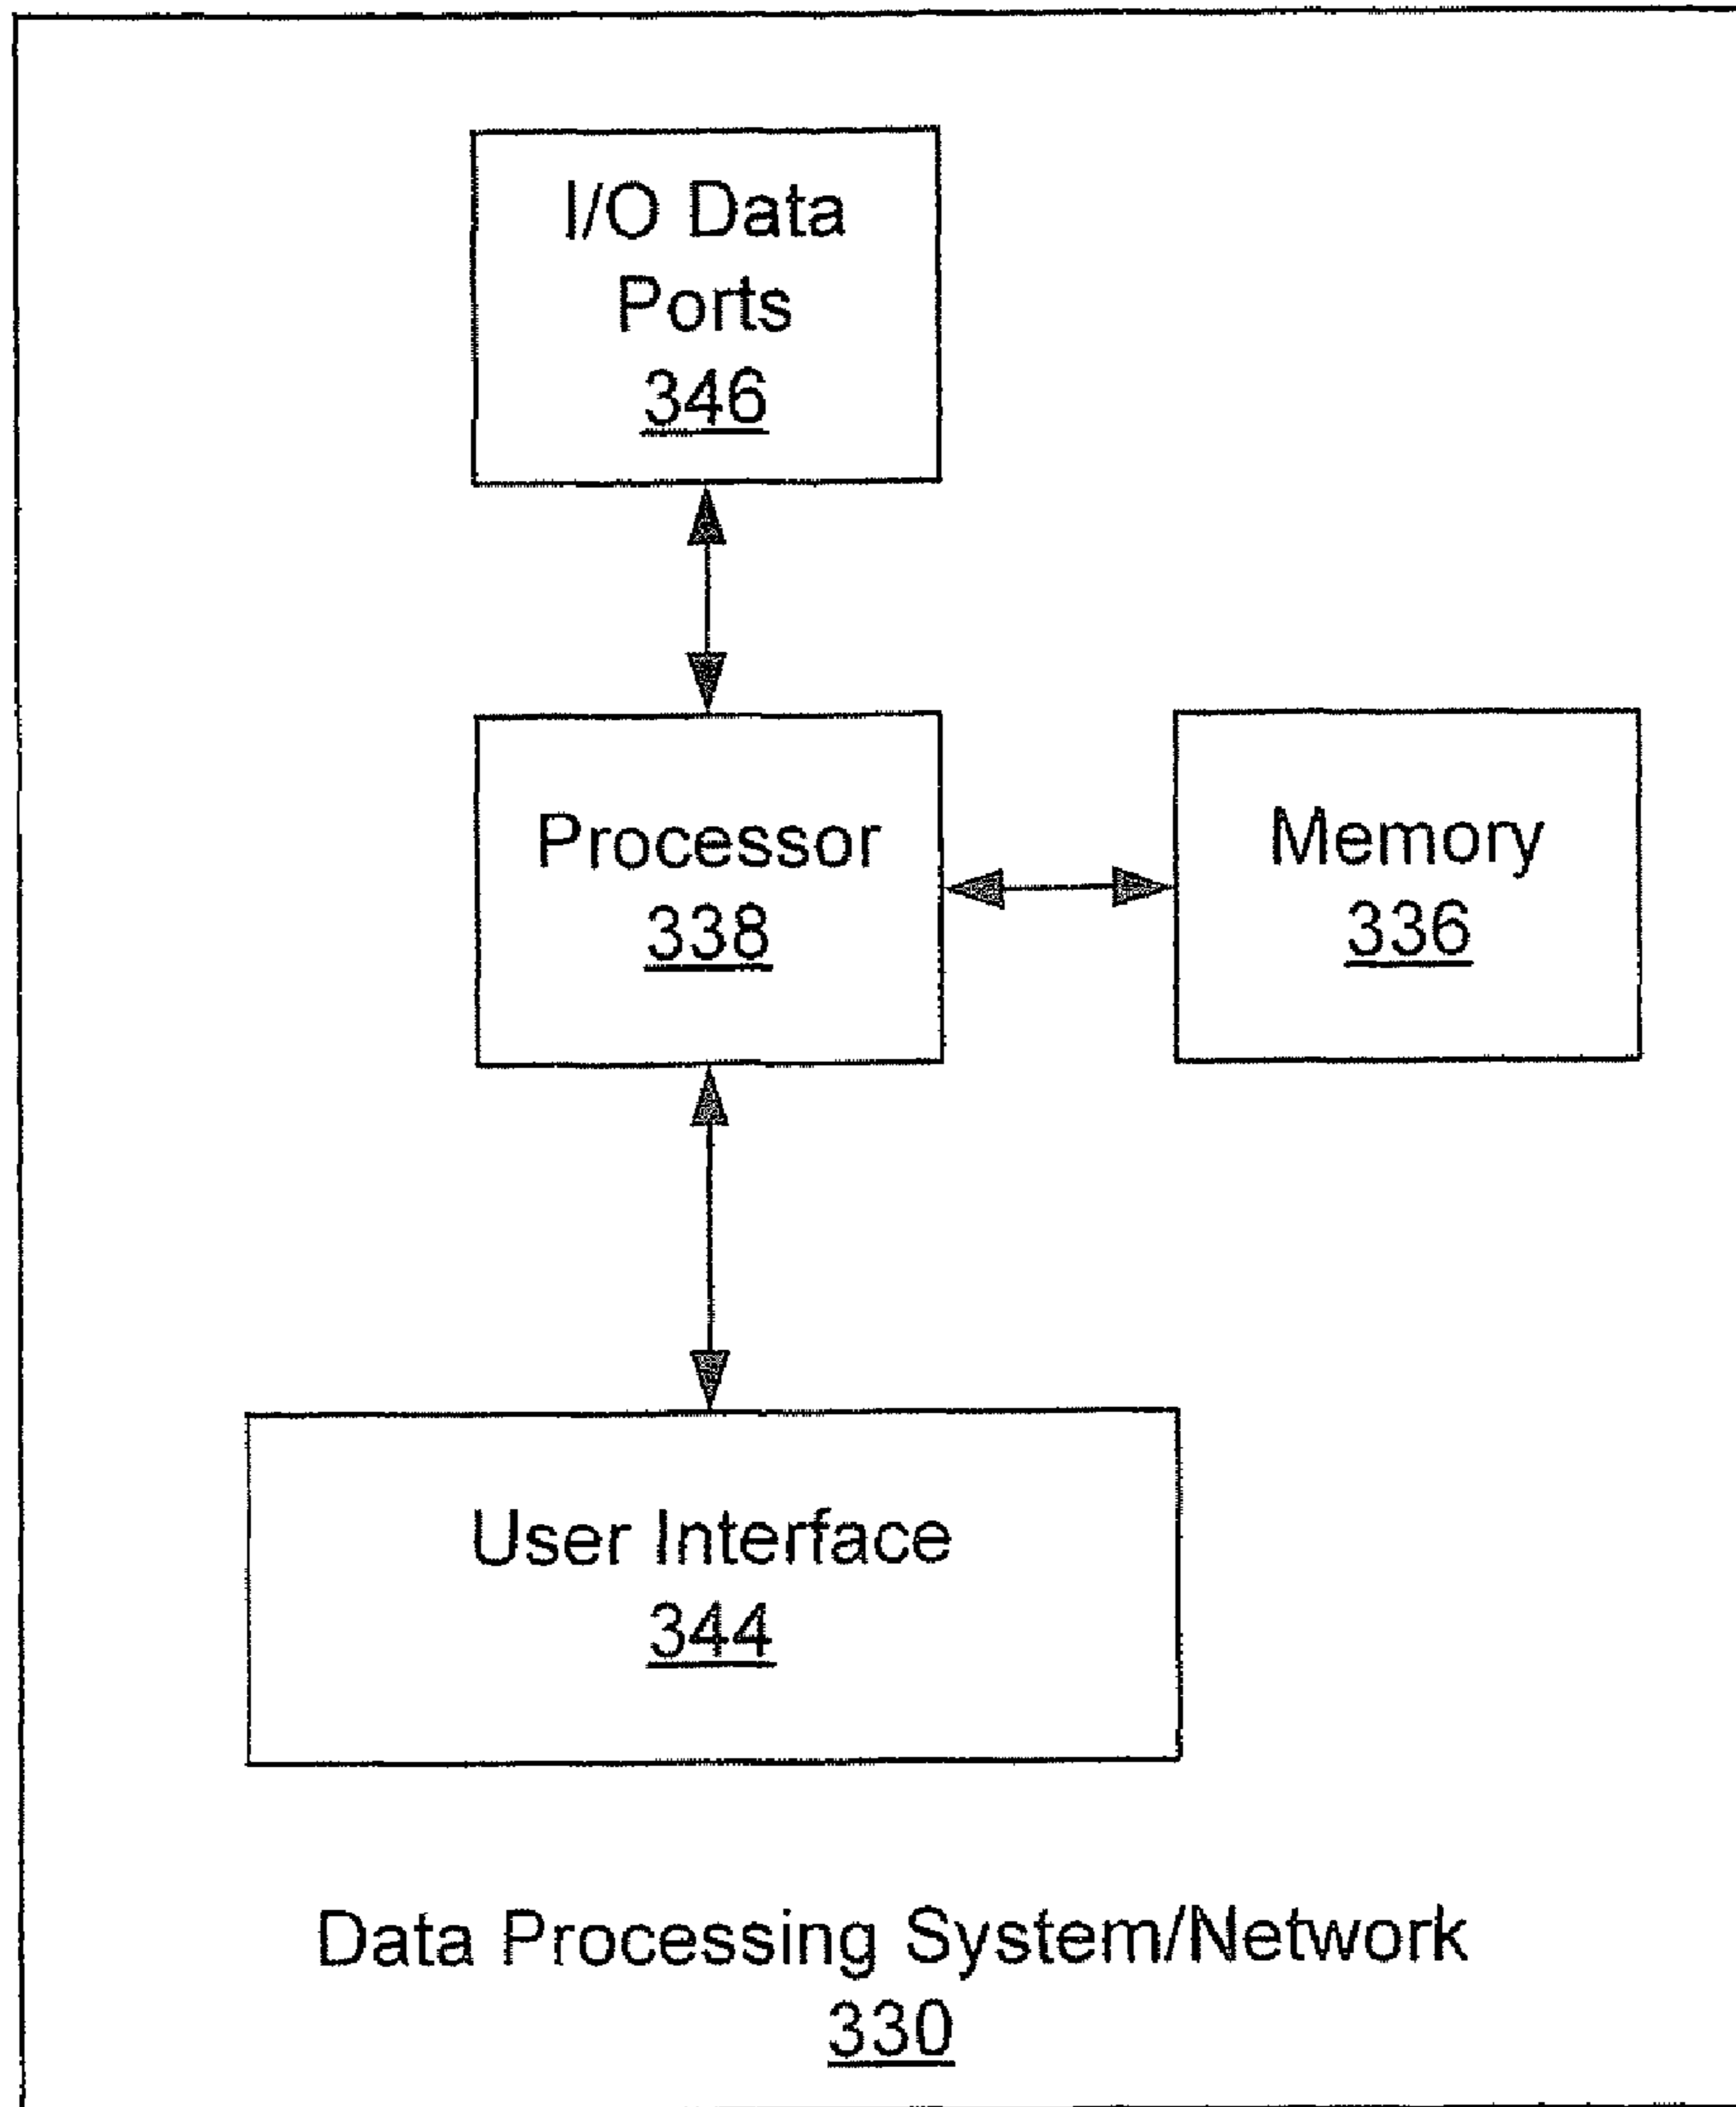 I/O Data
Ports
346
Processor
338
Memory
336
User Interface
344
Data Processing System/Network
330